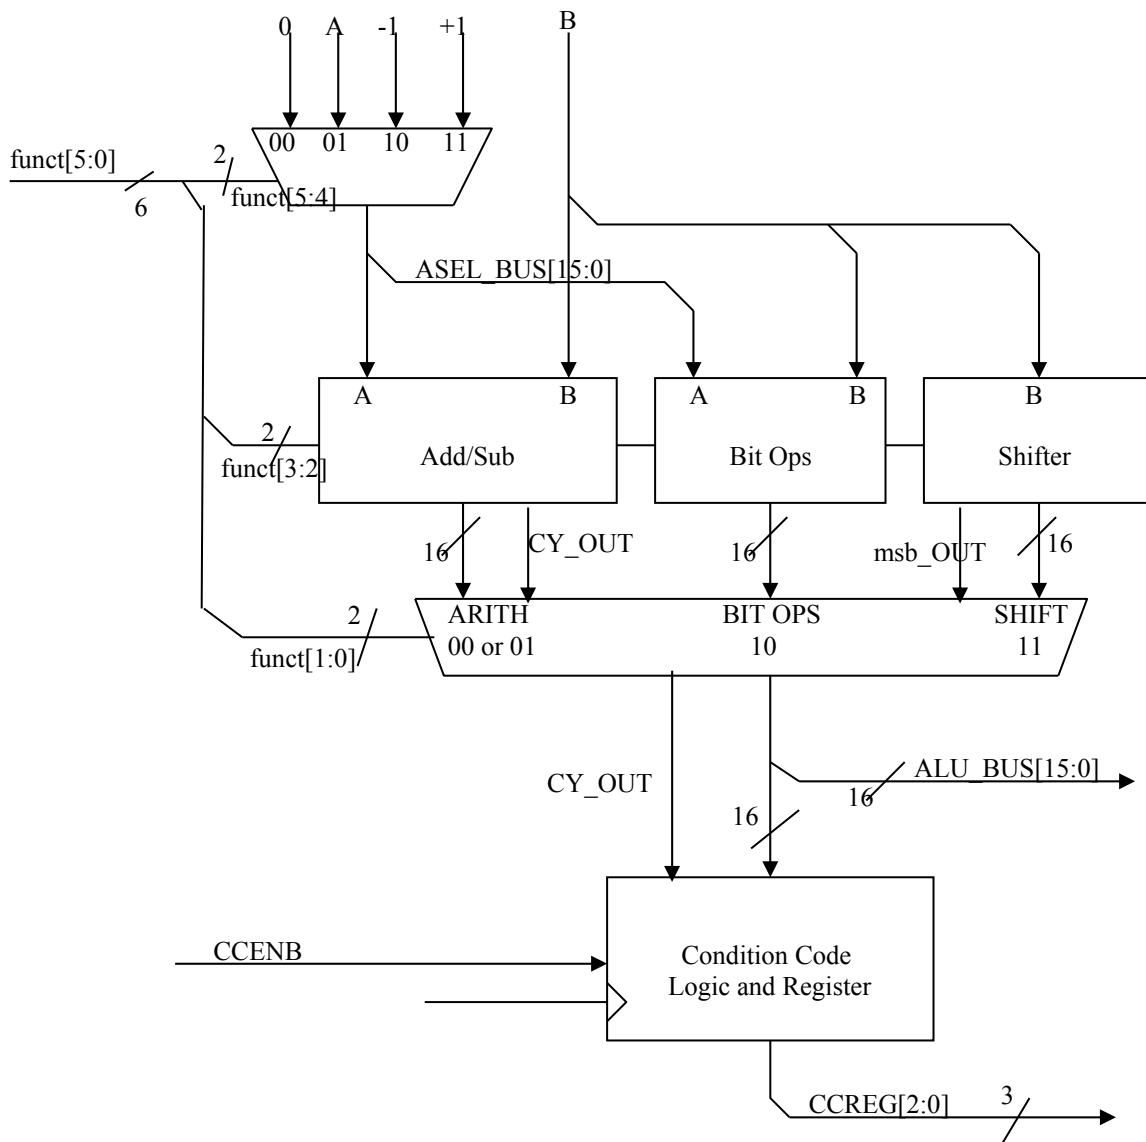 0 A -1 +1 B
00 01 10 11
funct[5:0] 2
6 funct[5:4]
ASEL_BUS[15:0]
A B A B B
2 Add/Sub Bit Ops Shifter
funct[3:2]
16 CY_OUT 16 msb_OUT 16
ARITH BIT OPS SHIFT
2 00 or 01 10 11
funct[1:0]
CY_OUT ALU_BUS[15:0]
16 16
CCENB Condition Code
Logic and Register
CCREG[2:0] 3